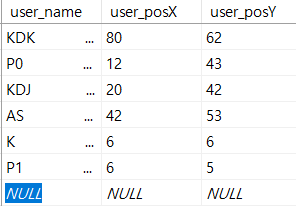 user_name user_posX user_posY
KDK ... 80 62
P0 ... 12 43
KDJ ... 20 42
AS ... 42 53
K ... 6 6
P1 ... 6 5
NULL NULL NULL